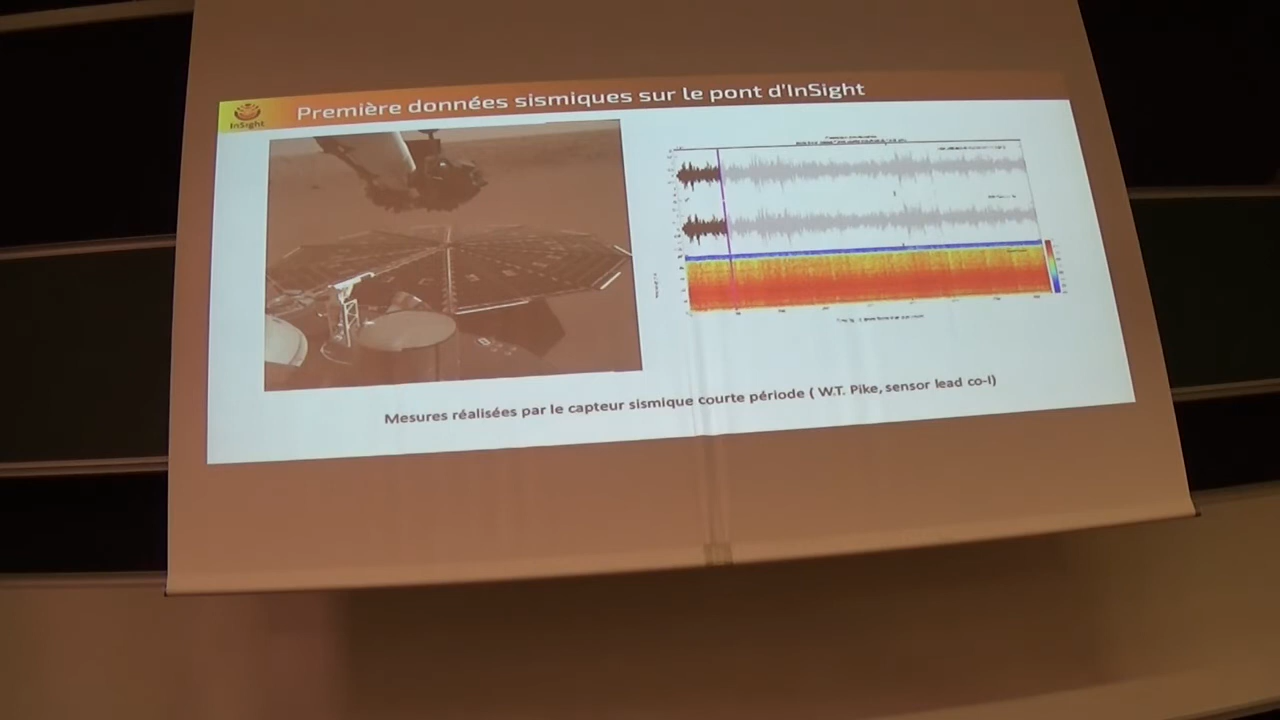 Première données sismiques sur le pont d'InSight
InSight
Mesures réalisées par le capteur sismique courte période ( W.T. Pike, sensor lead co-I)